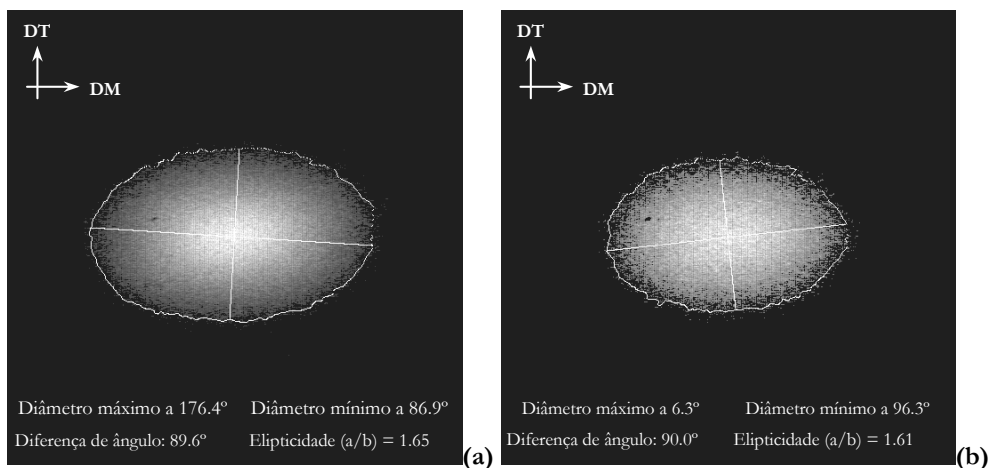 DT
DM
Diâmetro máximo a 176.4º Diâmetro mínimo a 86.9º
Diferença de ângulo: 89.6º Elipticidade (a/b) = 1.65
(a)
DT
DM
Diâmetro máximo a 6.3º Diâmetro mínimo a 96.3º
Diferença de ângulo: 90.0º Elipticidade (a/b) = 1.61
(b)